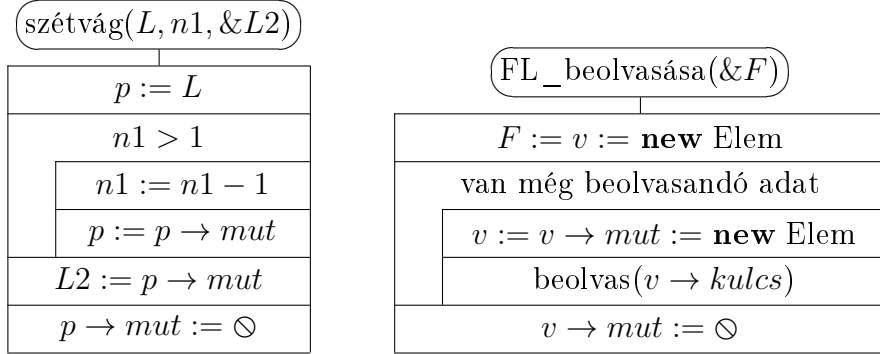 szétvág(L, n1, &L2)
p := L
n1 > 1
n1 := n1 − 1
p := p → mut
L2 := p → mut
p → mut := ⦸
FL_beolvasása(&F)
F := v := new Elem
van még beolvasandó adat
v := v → mut := new Elem
beolvas(v → kulcs)
v → mut := ⦸